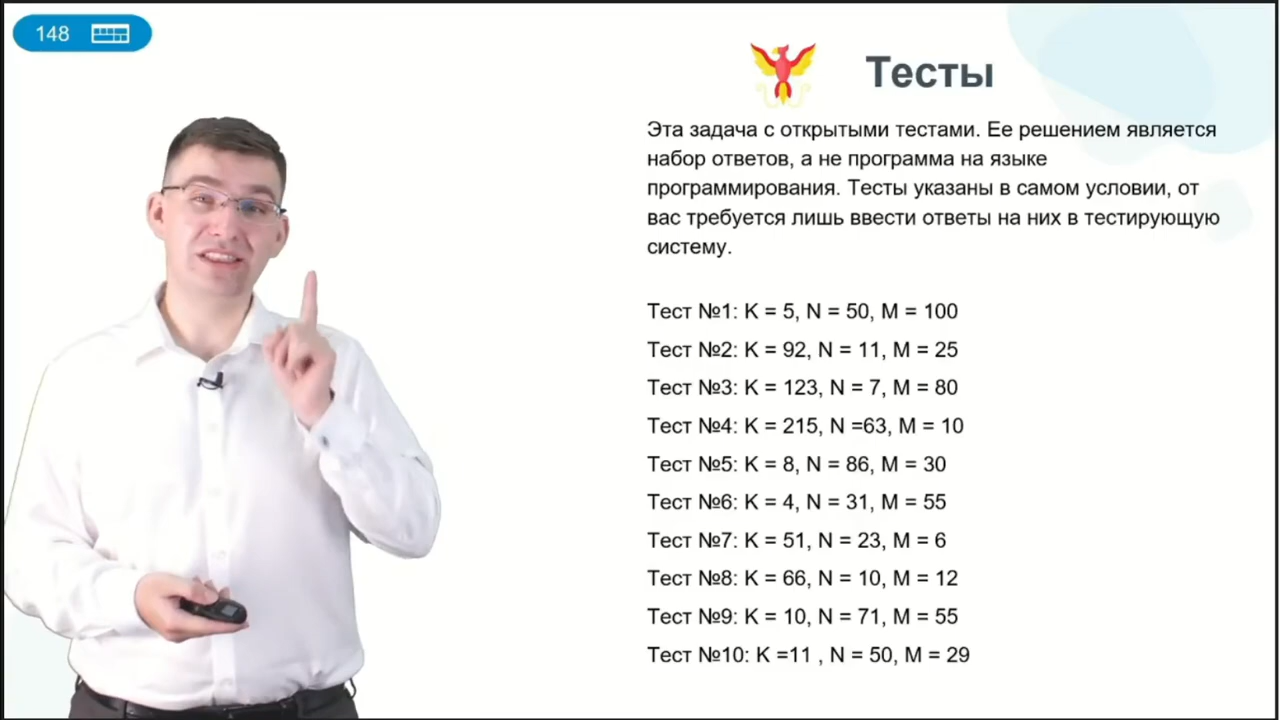 148
Тесты
Эта задача с открытыми тестами. Ее решением является
набор ответов, а не программа на языке
программирования. Тесты указаны в самом условии, от
вас требуется лишь ввести ответы на них в тестирующую
систему.
Тест №1: K = 5, N = 50, M = 100
Тест №2: K = 92, N = 11, M = 25
Тест №3: K = 123, N = 7, M = 80
Тест №4: K = 215, N =63, M = 10
Тест №5: K = 8, N = 86, M = 30
Тест №6: K = 4, N = 31, M = 55
Тест №7: K = 51, N = 23, M = 6
Тест №8: K = 66, N = 10, M = 12
Тест №9: K = 10, N = 71, M = 55
Тест №10: K =11 , N = 50, M = 29